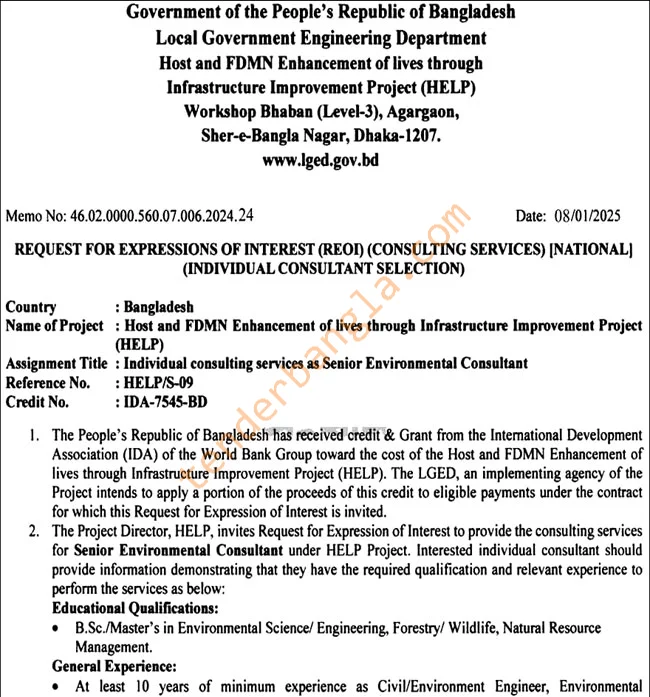 Government of the People's Republic of Bangladesh
Local Government Engineering Department
Host and FDMN Enhancement of lives through
Infrastructure Improvement Project (HELP)
Workshop Bhaban (Level-3), Agargaon,
Sher-e-Bangla Nagar, Dhaka-1207.
www.lged.gov.bd
Memo No: 46.02.0000.560.07.006.2024.24 Date: 08/01/2025
REQUEST FOR EXPRESSIONS OF INTEREST (REOI) (CONSULTING SERVICES) [NATIONAL]
(INDIVIDUAL CONSULTANT SELECTION)
Country : Bangladesh
Name of Project : Host and FDMN Enhancement of lives through Infrastructure Improvement Project
(HELP)
Assignment Title : Individual consulting services as Senior Environmental Consultant
Reference No. : HELP/S-09
Credit No. : IDA-7545-BD
1. The People's Republic of Bangladesh has received credit & Grant from the International Development
Association (IDA) of the World Bank Group toward the cost of the Host and FDMN Enhancement of
lives through Infrastructure Improvement Project (HELP). The LGED, an implementing agency of the
Project intends to apply a portion of the proceeds of this credit to eligible payments under the contract
for which this Request for Expression of Interest is invited.
2. The Project Director, HELP, invites Request for Expression of Interest to provide the consulting services
for Senior Environmental Consultant under HELP Project. Interested individual consultant should
provide information demonstrating that they have the required qualification and relevant experience to
perform the services as below:
Educational Qualifications:
• B.Sc./Master's in Environmental Science/ Engineering, Forestry/ Wildlife, Natural Resource
Management.
General Experience:
• At least 10 years of minimum experience as Civil/Environment Engineer, Environmental
tenderbangla.com